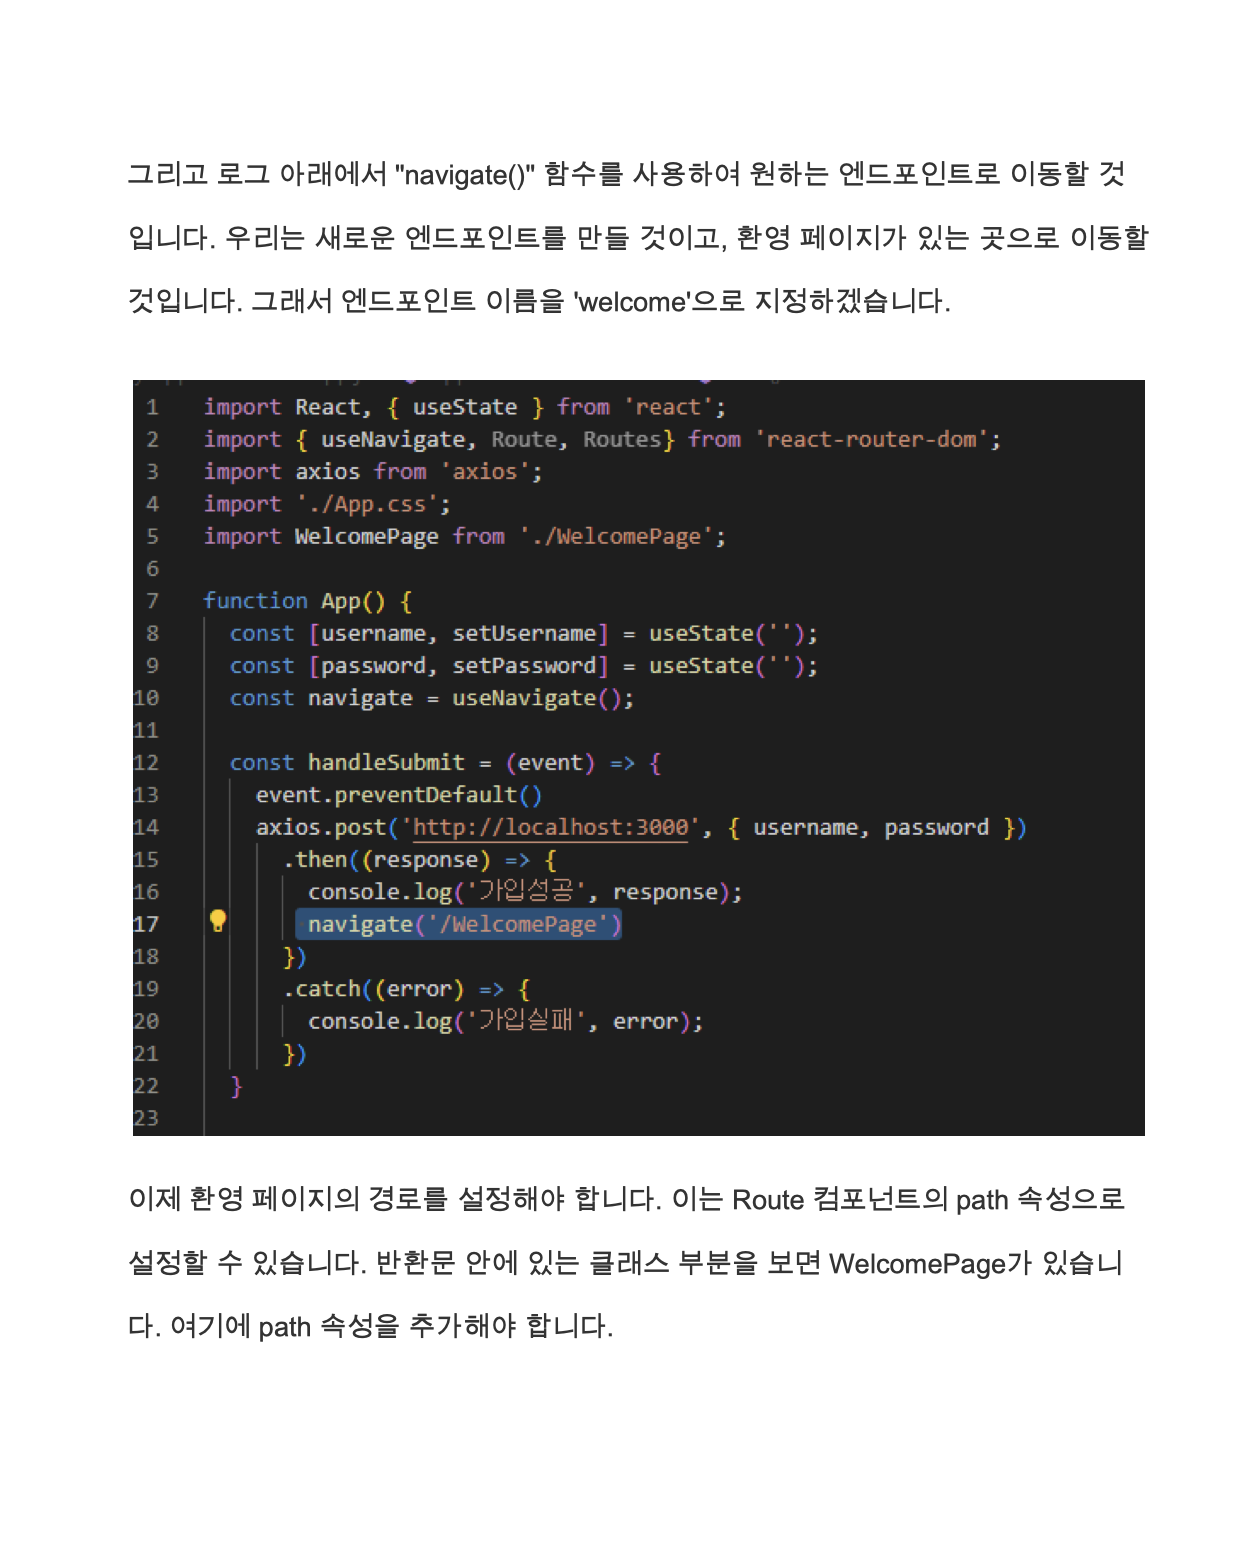 그리고 로그 아래에서 "navigate()" 함수를 사용하여 원하는 엔드포인트로 이동할 것
입니다. 우리는 새로운 엔드포인트를 만들 것이고, 환영 페이지가 있는 곳으로 이동할
것입니다. 그래서 엔드포인트 이름을 'welcome'으로 지정하겠습니다.
1 import React, { useState } from 'react';
2 import { useNavigate, Route, Routes} from 'react-router-dom';
3 import axios from 'axios';
4 import './App.css';
5 import WelcomePage from './WelcomePage';
6
7 function App() {
8 const [username, setUsername] = useState('');
9 const [password, setPassword] = useState('');
10 const navigate = useNavigate();
11
12 const handleSubmit = (event) => {
13 event.preventDefault()
14 axios.post('http://localhost:3000', { username, password })
15 .then((response) => {
16 console.log('가입성공', response);
17 navigate('/WelcomePage')
18 })
19 .catch((error) => {
20 console.log('가입실패', error);
21 })
22 }
23
이제 환영 페이지의 경로를 설정해야 합니다. 이는 Route 컴포넌트의 path 속성으로
설정할 수 있습니다. 반환문 안에 있는 클래스 부분을 보면 WelcomePage가 있습니
다. 여기에 path 속성을 추가해야 합니다.